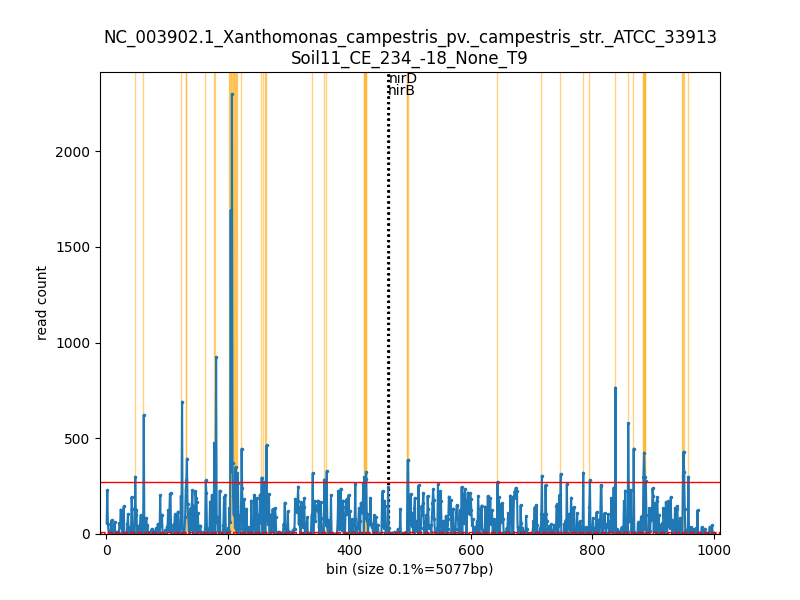 NC_003902.1_Xanthomonas_campestris_pv._campestris_str._ATCC_33913
Soil11_CE_234_-18_None_T9
nirD
nirB
2000
1500
1000
500
0
read count
0 200 400 600 800 1000
bin (size 0.1%=5077bp)